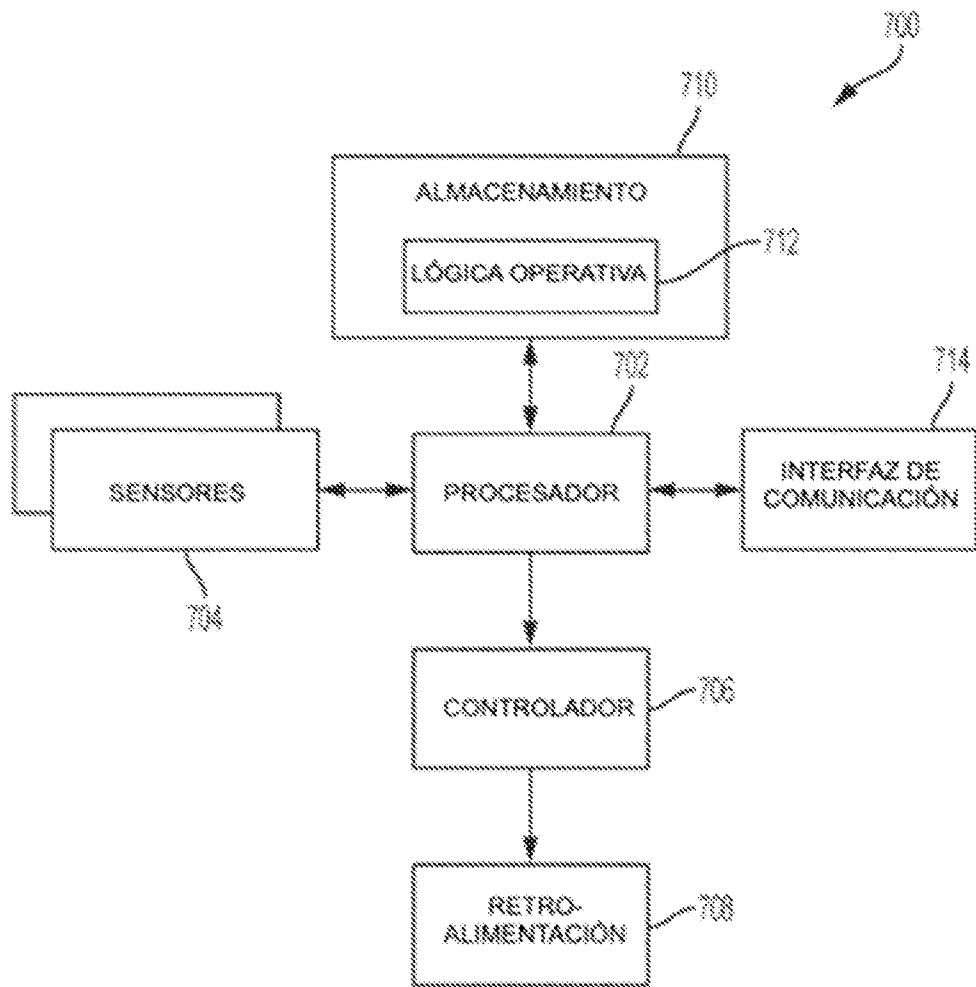 700
710
ALMACENAMIENTO
712
LÓGICA OPERATIVA
702
714
SENSORES
PROCESADOR
INTERFAZ DE
COMUNICACIÓN
704
CONTROLADOR
706
RETRO-
ALIMENTACIÓN
708